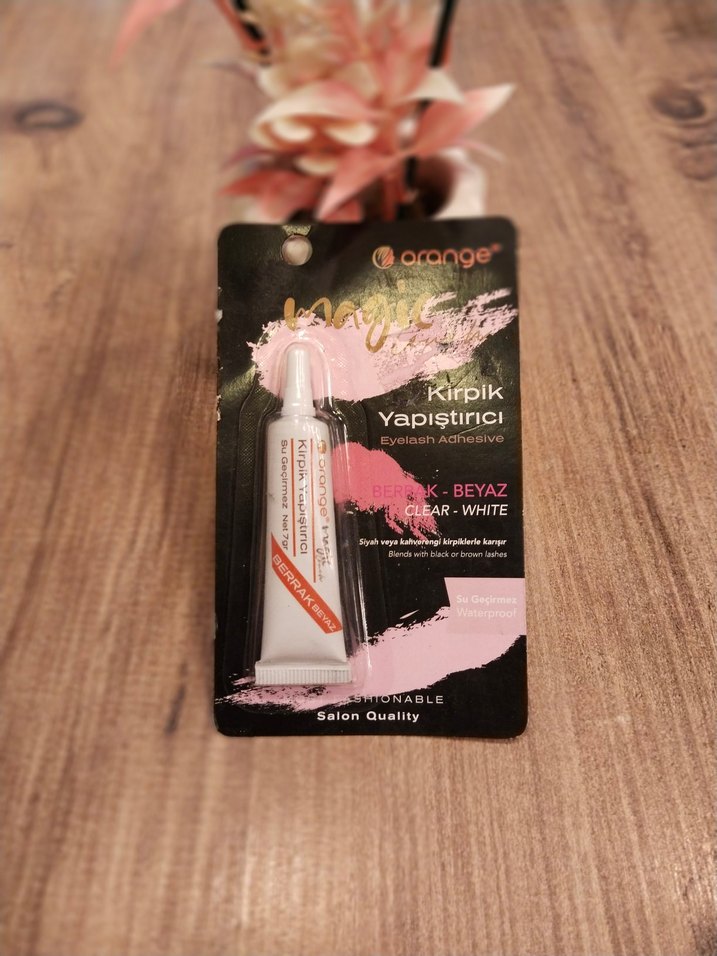 orange
magic
Kirpik
Yapıştırıcı
Eyelash Adhesive
BERRAK - BEYAZ
CLEAR - WHITE
Siyah veya kahverengi kirpiklerle karışır
Blends with black or brown lashes
Su Geçirmez
Waterproof
FASHIONABLE
Salon Quality
orange
Kirpik Yapıştırıcı
Su Geçirmez Net 7gr
BERRAK BEYAZ